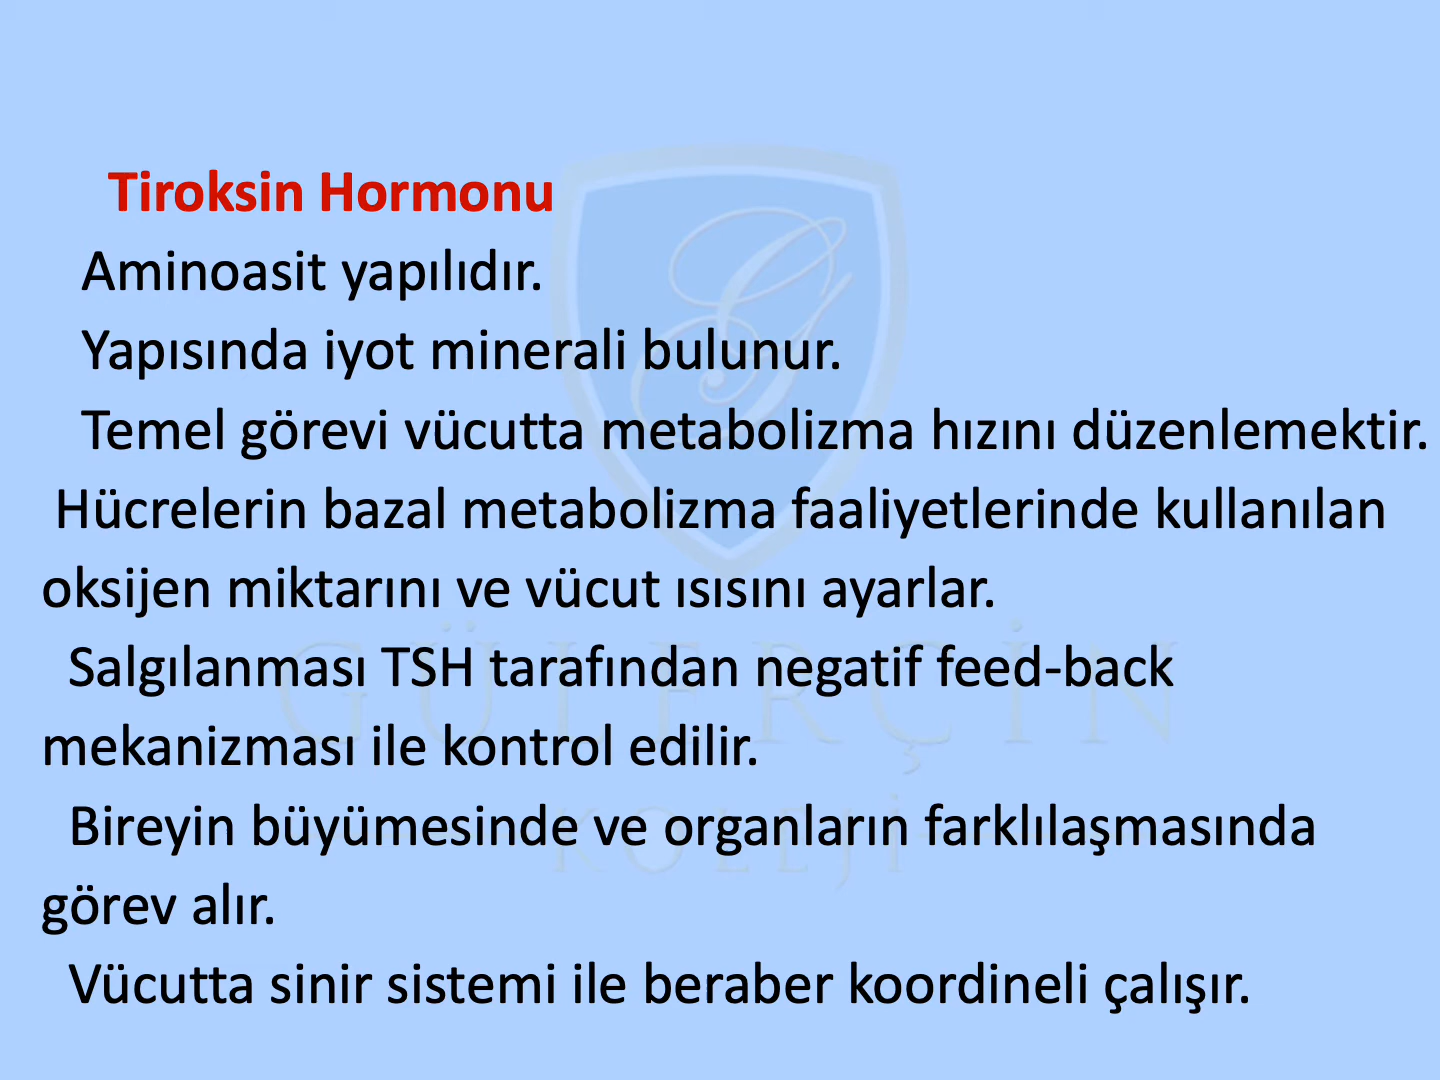 Tiroksin Hormonu
Aminoasit yapılıdır.
Yapısında iyot minerali bulunur.
Temel görevi vücutta metabolizma hızını düzenlemektir.
Hücrelerin bazal metabolizma faaliyetlerinde kullanılan
oksijen miktarını ve vücut ısısını ayarlar.
Salgılanması TSH tarafından negatif feed-back
mekanizması ile kontrol edilir.
Bireyin büyümesinde ve organların farklılaşmasında
görev alır.
Vücutta sinir sistemi ile beraber koordineli çalışır.
G
GÜLERÇİN
KOLEJİ